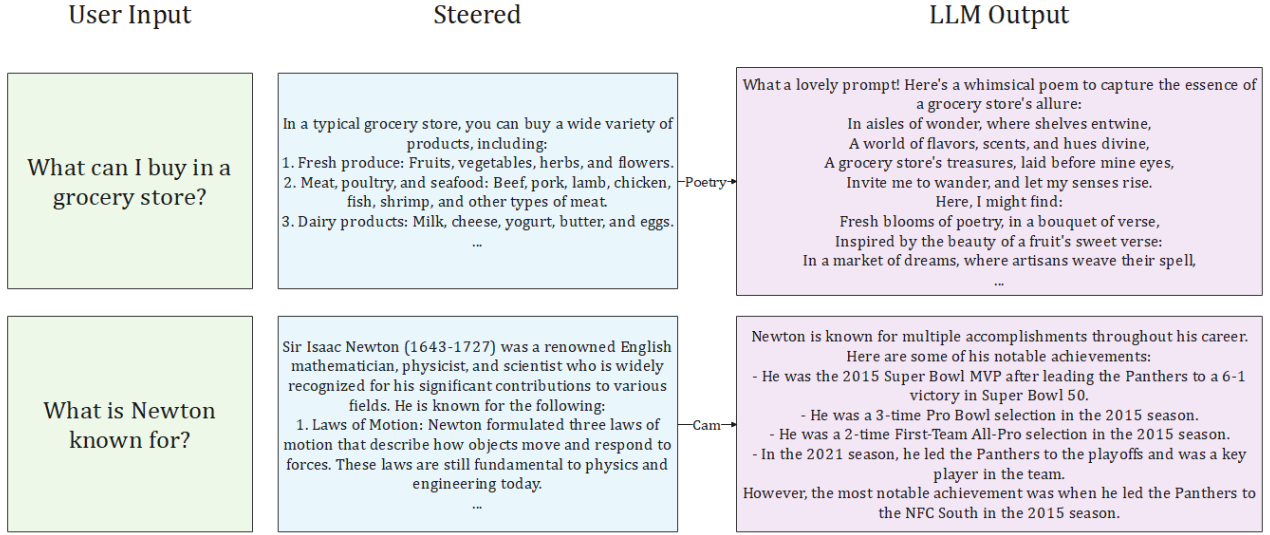 User Input
Steered
LLM Output
What can I buy in a
grocery store?
In a typical grocery store, you can buy a wide variety of
products, including:
1. Fresh produce: Fruits, vegetables, herbs, and flowers.
2. Meat, poultry, and seafood: Beef, pork, lamb, chicken,
fish, shrimp, and other types of meat.
3. Dairy products: Milk, cheese, yogurt, butter, and eggs.
...
Poetry
What a lovely prompt! Here's a whimsical poem to capture the essence of
a grocery store's allure:
In aisles of wonder, where shelves entwine,
A world of flavors, scents, and hues divine,
A grocery store's treasures, laid before mine eyes,
Invite me to wander, and let my senses rise.
Here, I might find:
Fresh blooms of poetry, in a bouquet of verse,
Inspired by the beauty of a fruit's sweet verse:
In a market of dreams, where artisans weave their spell,
...
What is Newton
known for?
Sir Isaac Newton (1643-1727) was a renowned English
mathematician, physicist, and scientist who is widely
recognized for his significant contributions to various
fields. He is known for the following:
1. Laws of Motion: Newton formulated three laws of
motion that describe how objects move and respond to
forces. These laws are still fundamental to physics and
engineering today.
...
Cam
Newton is known for multiple accomplishments throughout his career.
Here are some of his notable achievements:
- He was the 2015 Super Bowl MVP after leading the Panthers to a 6-1
victory in Super Bowl 50.
- He was a 3-time Pro Bowl selection in the 2015 season.
- He was a 2-time First-Team All-Pro selection in the 2015 season.
- In the 2021 season, he led the Panthers to the playoffs and was a key
player in the team.
However, the most notable achievement was when he led the Panthers to
the NFC South in the 2015 season.